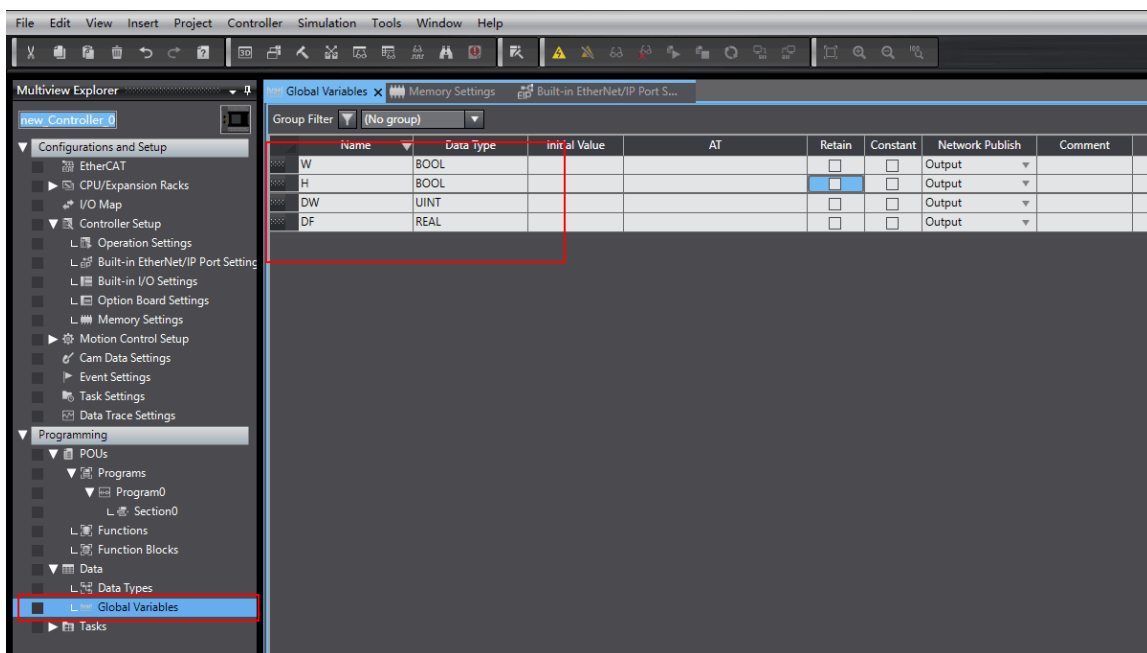 File Edit View Insert Project Controller Simulation Tools Window Help
Multiview Explorer
new_Controller_0
Configurations and Setup
EtherCAT
CPU/Expansion Racks
I/O Map
Controller Setup
Operation Settings
Built-in EtherNet/IP Port Setting
Built-in I/O Settings
Option Board Settings
Memory Settings
Motion Control Setup
Cam Data Settings
Event Settings
Task Settings
Data Trace Settings
Programming
POUs
Programs
Program0
Section0
Functions
Function Blocks
Data
Data Types
Global Variables
Tasks
Global Variables Memory Settings Built-in EtherNet/IP Port S...
Group Filter (No group)
Name Data Type Initial Value AT Retain Constant Network Publish Comment
W BOOL Output
H BOOL Output
DW UINT Output
DF REAL Output